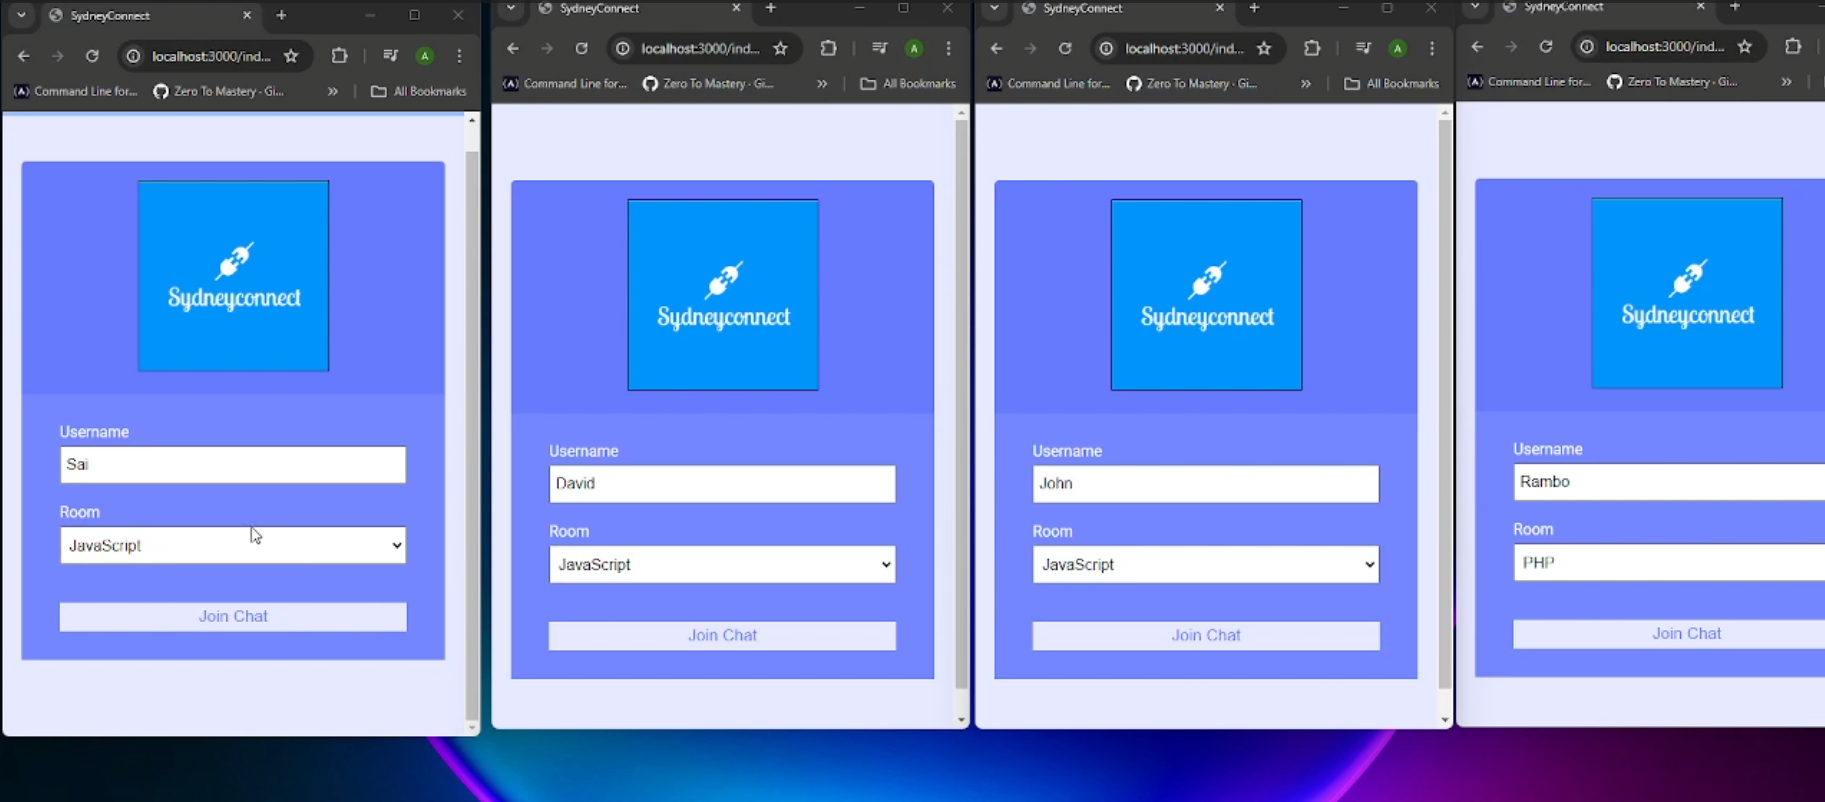 SydneyConnect
localhost:3000/ind...
A
Command Line for...
Zero To Mastery - Gi...
All Bookmarks
Sydneyconnect
Username
Sai
Room
JavaScript
Join Chat
SydneyConnect
localhost:3000/ind...
A
Command Line for...
Zero To Mastery - Gi...
All Bookmarks
Sydneyconnect
Username
David
Room
JavaScript
Join Chat
SydneyConnect
localhost:3000/ind...
A
Command Line for...
Zero To Mastery - Gi...
All Bookmarks
Sydneyconnect
Username
John
Room
JavaScript
Join Chat
SydneyConnect
localhost:3000/ind...
Command Line for...
Zero To Mastery - Gi...
Sydneyconnect
Username
Rambo
Room
PHP
Join Chat